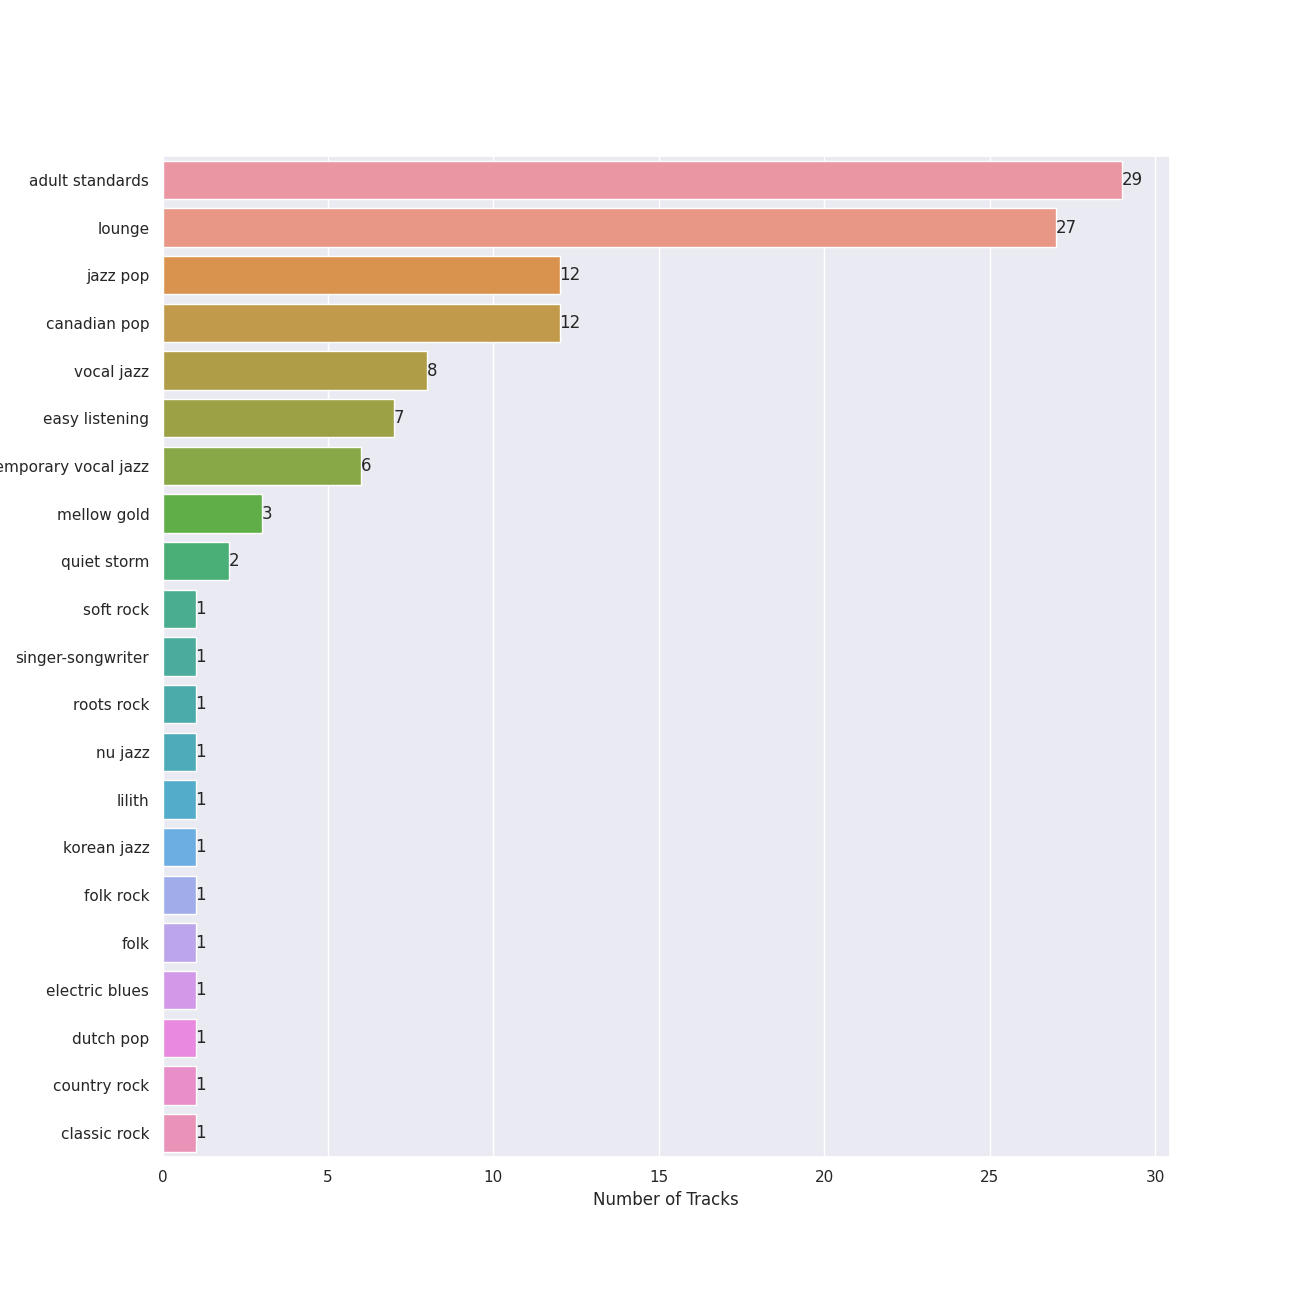 adult standards 29
lounge 27
jazz pop 12
canadian pop 12
vocal jazz 8
easy listening 7
emporary vocal jazz 6
mellow gold 3
quiet storm 2
soft rock 1
singer-songwriter 1
roots rock 1
nu jazz 1
lilith 1
korean jazz 1
folk rock 1
folk 1
electric blues 1
dutch pop 1
country rock 1
classic rock 1
0 5 10 15 20 25 30
Number of Tracks